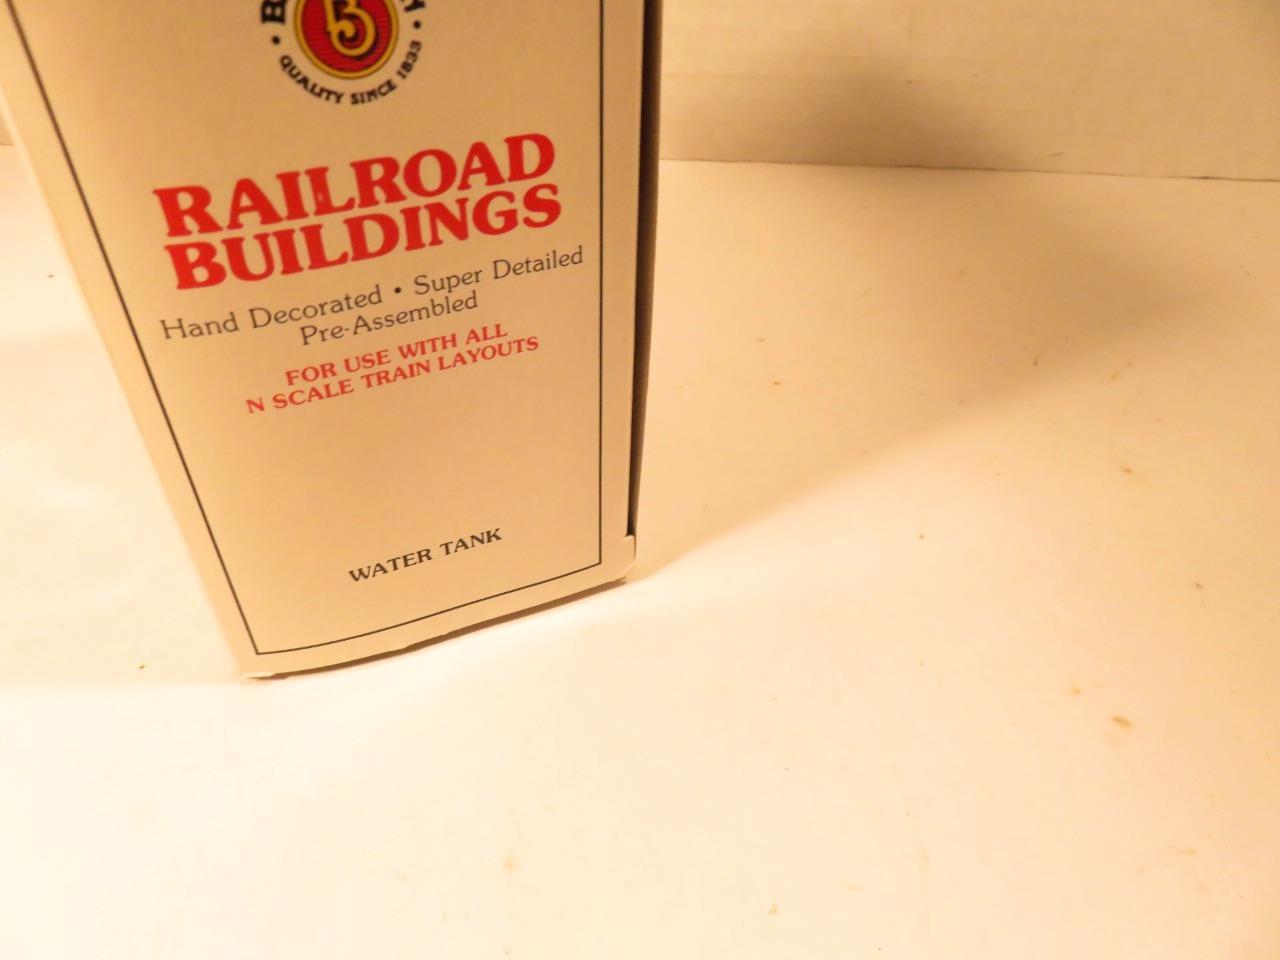 5
QUALITY SINCE 1833
RAILROAD
BUILDINGS
Hand Decorated • Super Detailed
Pre-Assembled
FOR USE WITH ALL
N SCALE TRAIN LAYOUTS
WATER TANK